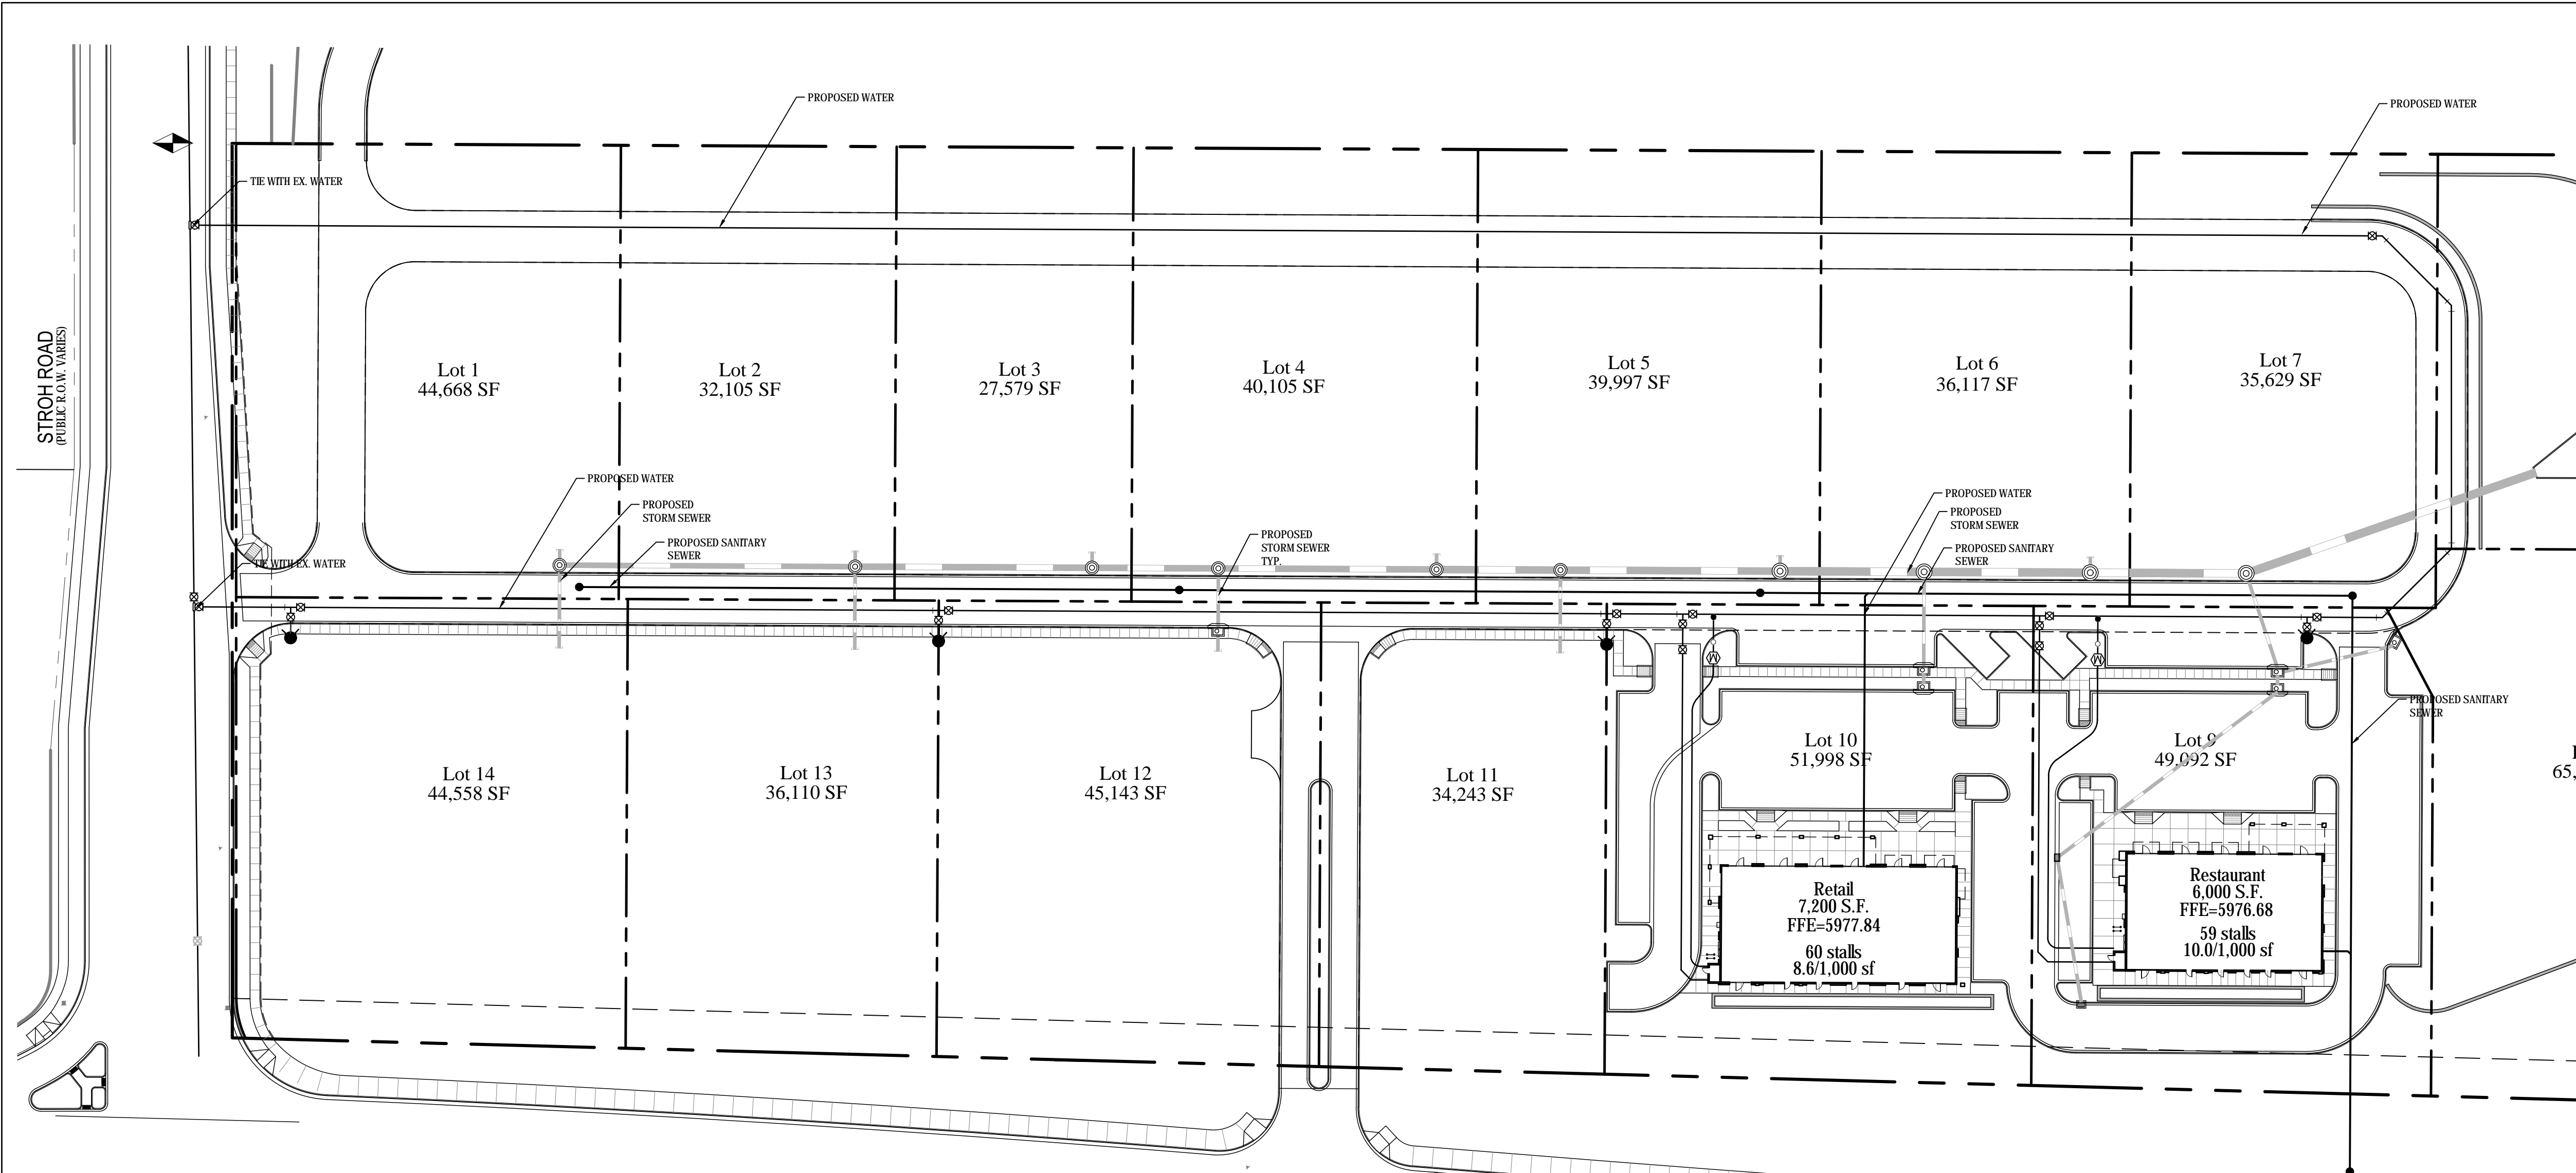 PROPOSED WATER
PROPOSED WATER
TIE WITH EX. WATER
STROH ROAD
(PUBLIC R.O.W. VARIES)
Lot 1
44,668 SF
Lot 2
32,105 SF
Lot 3
27,579 SF
Lot 4
40,105 SF
Lot 5
39,997 SF
Lot 6
36,117 SF
Lot 7
35,629 SF
PROPOSED WATER
PROPOSED
STORM SEWER
PROPOSED SANITARY
SEWER
PROPOSED
STORM SEWER
TYP.
PROPOSED WATER
PROPOSED
STORM SEWER
PROPOSED SANITARY
SEWER
TIE WITH EX. WATER
M
M
PROPOSED SANITARY
SEWER
Lot 14
44,558 SF
Lot 13
36,110 SF
Lot 12
45,143 SF
Lot 11
34,243 SF
Lot 10
51,998 SF
Lot 9
49,092 SF
65,
Retail
7,200 S.F.
FFE=5977.84
60 stalls
8.6/1,000 sf
Restaurant
6,000 S.F.
FFE=5976.68
59 stalls
10.0/1,000 sf